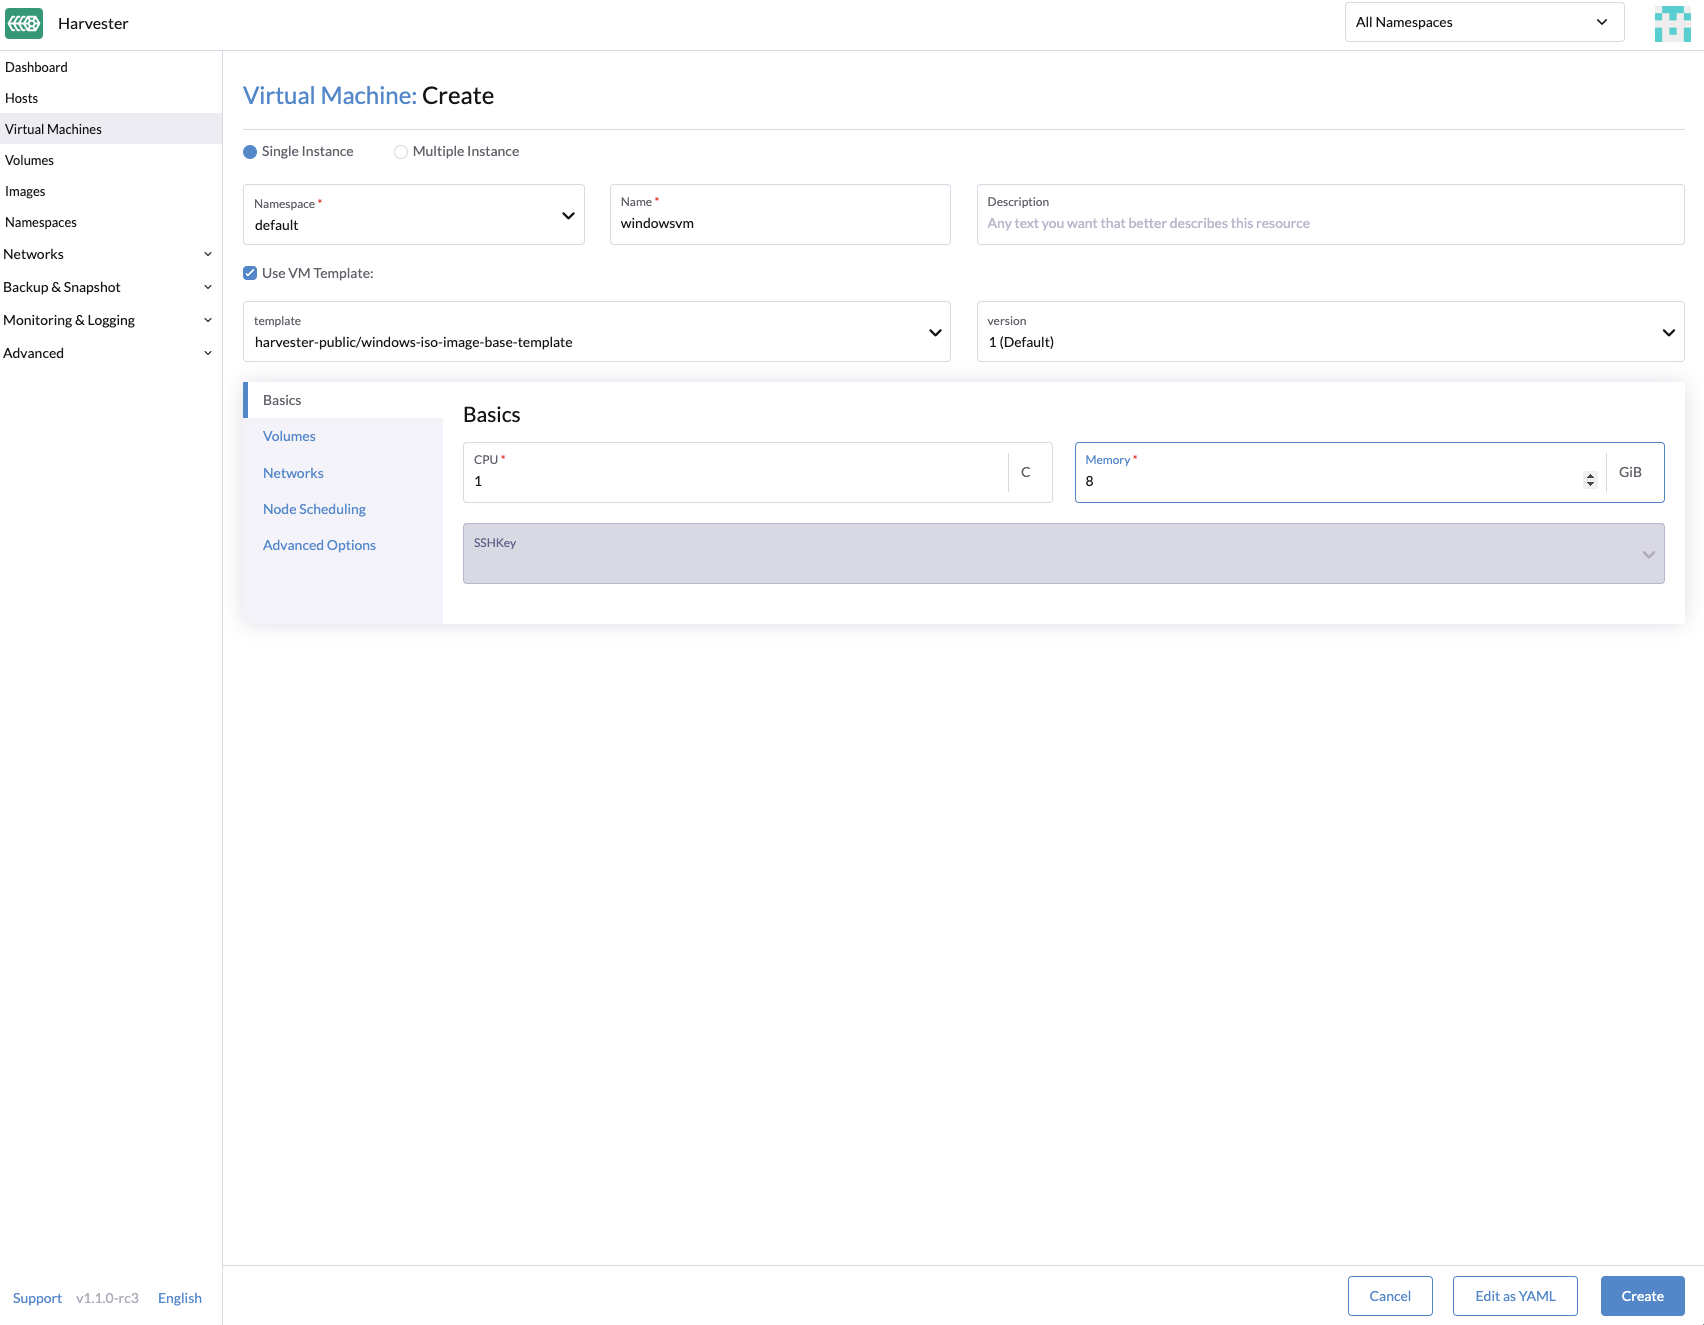 Harvester
All Namespaces
Dashboard
Hosts
Virtual Machines
Volumes
Images
Namespaces
Networks
Backup & Snapshot
Monitoring & Logging
Advanced
Virtual Machine: Create
Single Instance
Multiple Instance
Namespace *
default
Name *
windowsvm
Description
Any text you want that better describes this resource
Use VM Template:
template
harvester-public/windows-iso-image-base-template
version
1 (Default)
Basics
Volumes
Networks
Node Scheduling
Advanced Options
Basics
CPU *
1
C
Memory *
8
GiB
SSHKey
Support
v1.1.0-rc3
English
Cancel
Edit as YAML
Create